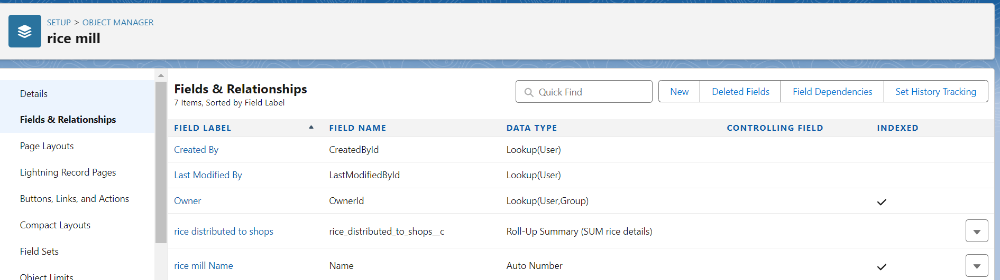 SETUP > OBJECT MANAGER
rice mill
Details
Fields & Relationships
Page Layouts
Lightning Record Pages
Buttons, Links, and Actions
Compact Layouts
Field Sets
Object Limits
Fields & Relationships
7 Items, Sorted by Field Label
Quick Find
New
Deleted Fields
Field Dependencies
Set History Tracking
FIELD LABEL FIELD NAME DATA TYPE CONTROLLING FIELD INDEXED
Created By CreatedById Lookup(User)
Last Modified By LastModifiedById Lookup(User)
Owner OwnerId Lookup(User,Group)
rice distributed to shops rice_distributed_to_shops__c Roll-Up Summary (SUM rice details)
rice mill Name Name Auto Number